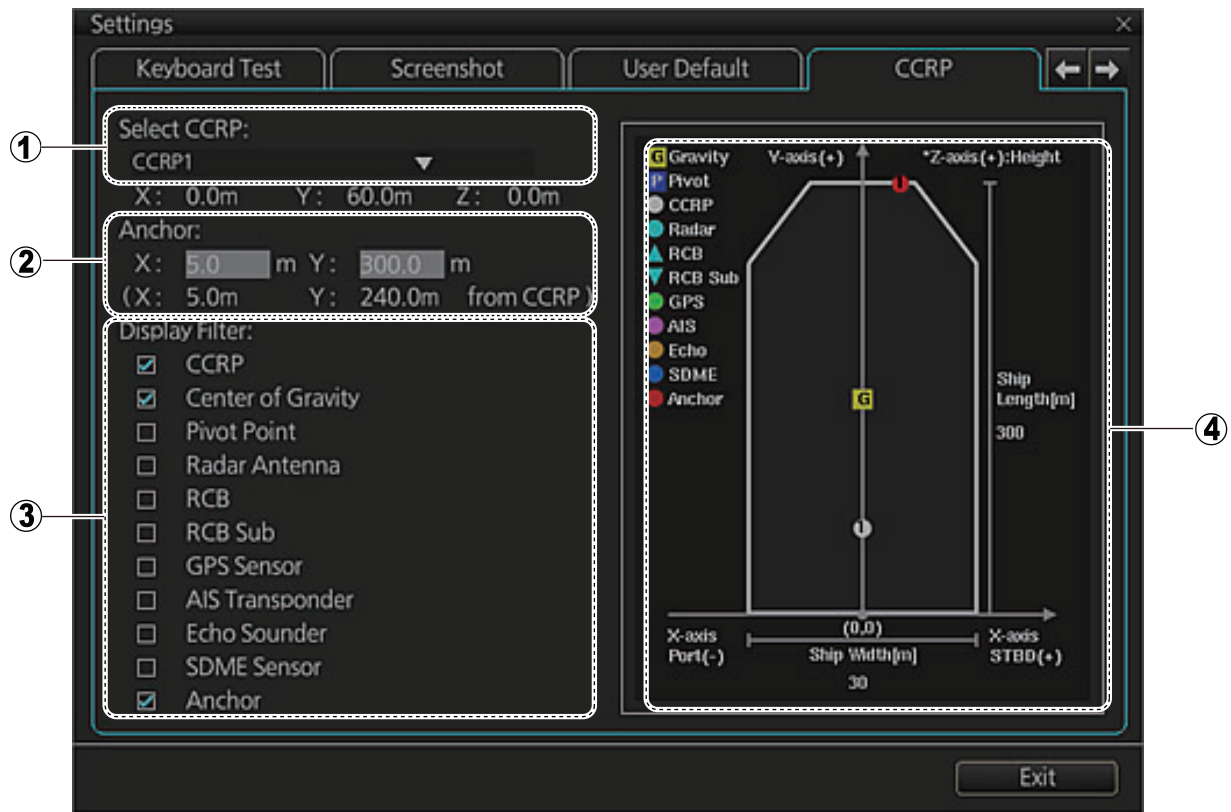 Settings
Keyboard Test Screenshot User Default CCRP
1
Select CCRP:
CCRP1
X: 0.0m Y: 60.0m Z: 0.0m
2
Anchor:
X: 5.0 m Y: 300.0 m
(X: 5.0m Y: 240.0m from CCRP)
3
Display Filter:
CCRP
Center of Gravity
Pivot Point
Radar Antenna
RCB
RCB Sub
GPS Sensor
AIS Transponder
Echo Sounder
SDME Sensor
Anchor
4
G Gravity Y-axis(+) *Z-axis(+):Height
P Pivot
CCRP
Radar
RCB
RCB Sub
GPS
AIS
Echo
SDME
Anchor
1
G
1
Ship
Length[m]
300
(0,0)
X-axis
Port(-)
Ship Width[m]
30
X-axis
STBD(+)
Exit